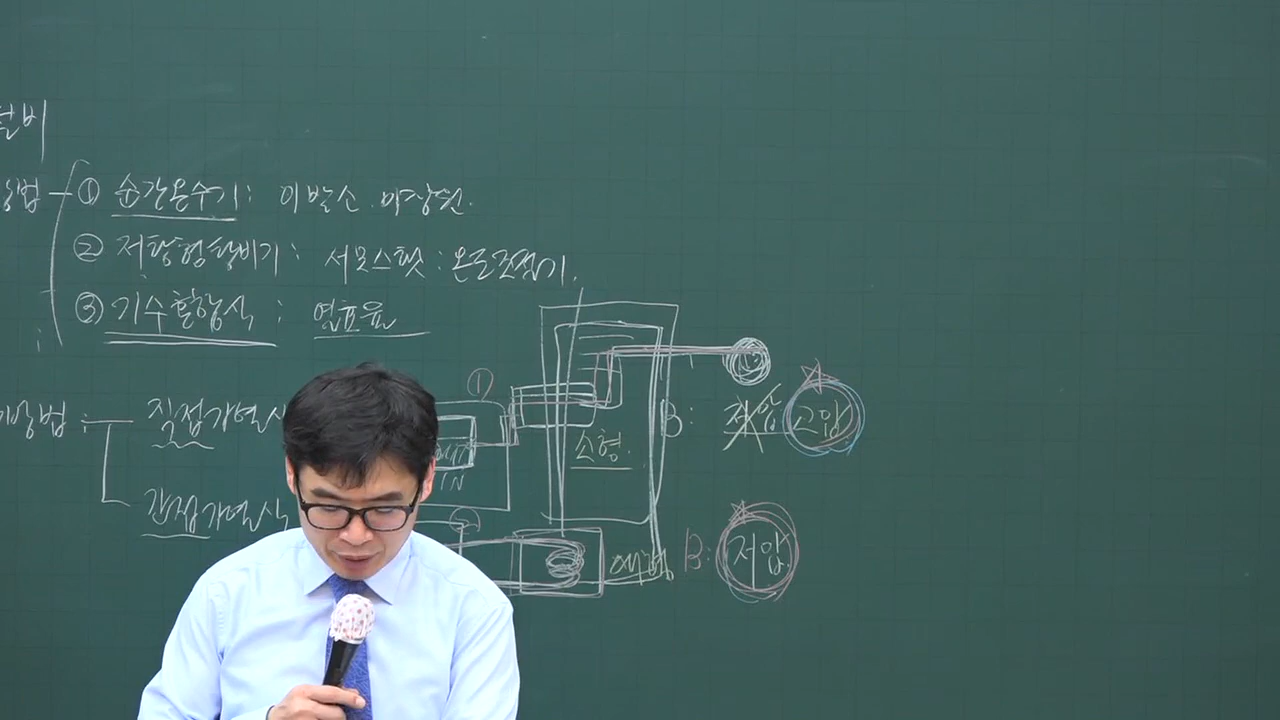 설비
방법 ① 순간온수기 : 이발소. 미장원.
② 저탕형탕비기 : 서모스탯 : 온도조절기.
③ 기수혼합식 : 열효율
방법 : 직접가열식
①
B : 저압 고압
소형
IN
간접가열식
B : 저압